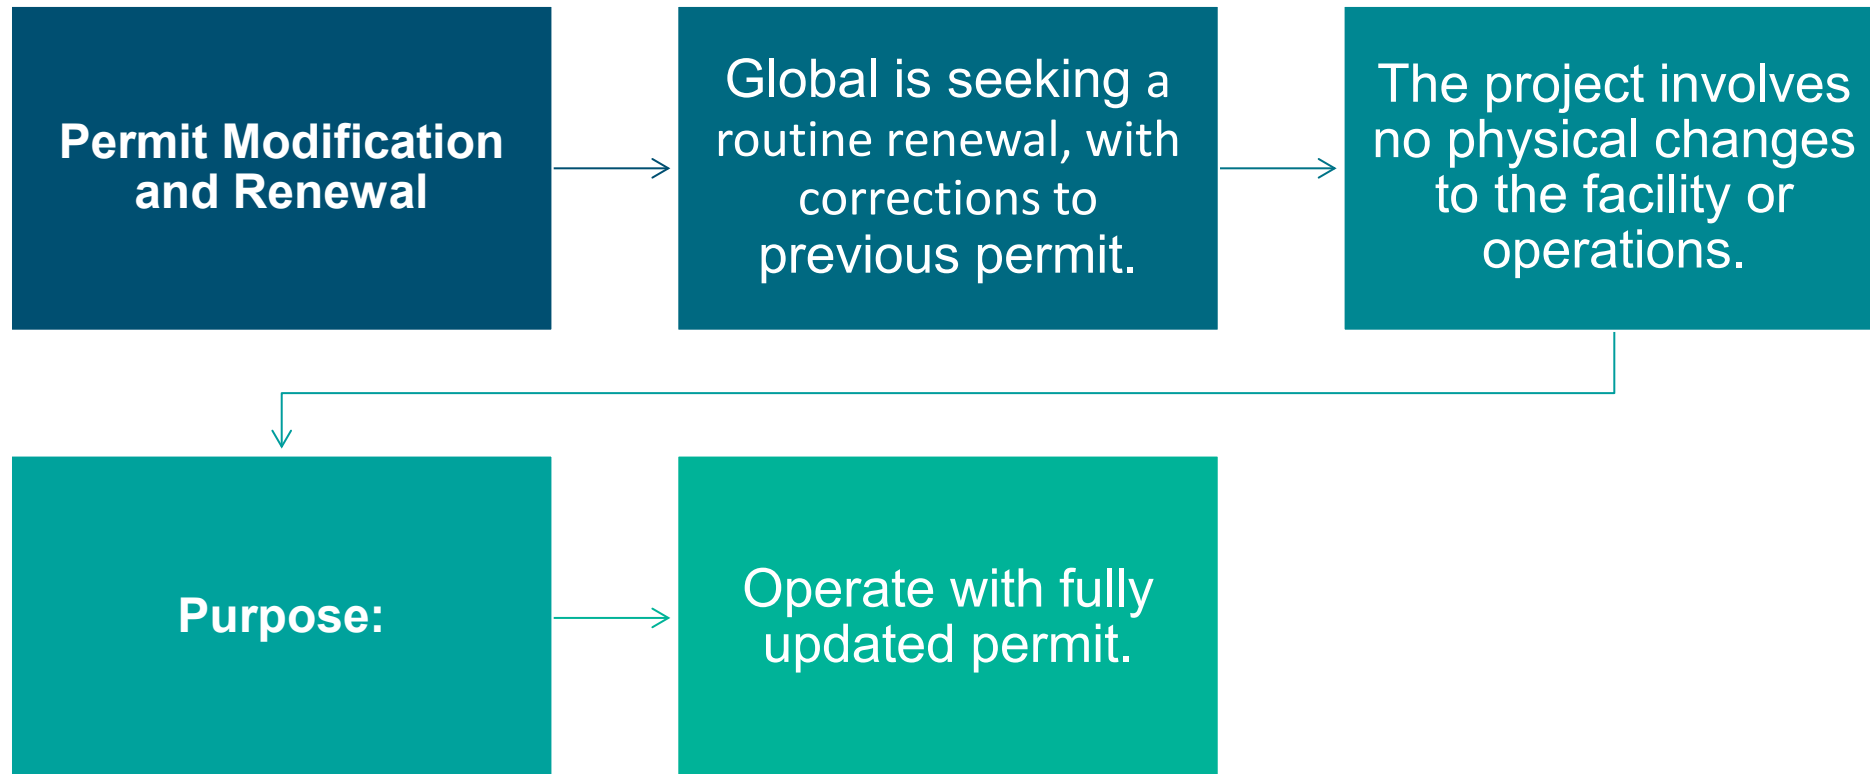 Permit Modification
and Renewal
Global is seeking a
routine renewal, with
corrections to
previous permit.
The project involves
no physical changes
to the facility or
operations.
Purpose:
Operate with fully
updated permit.